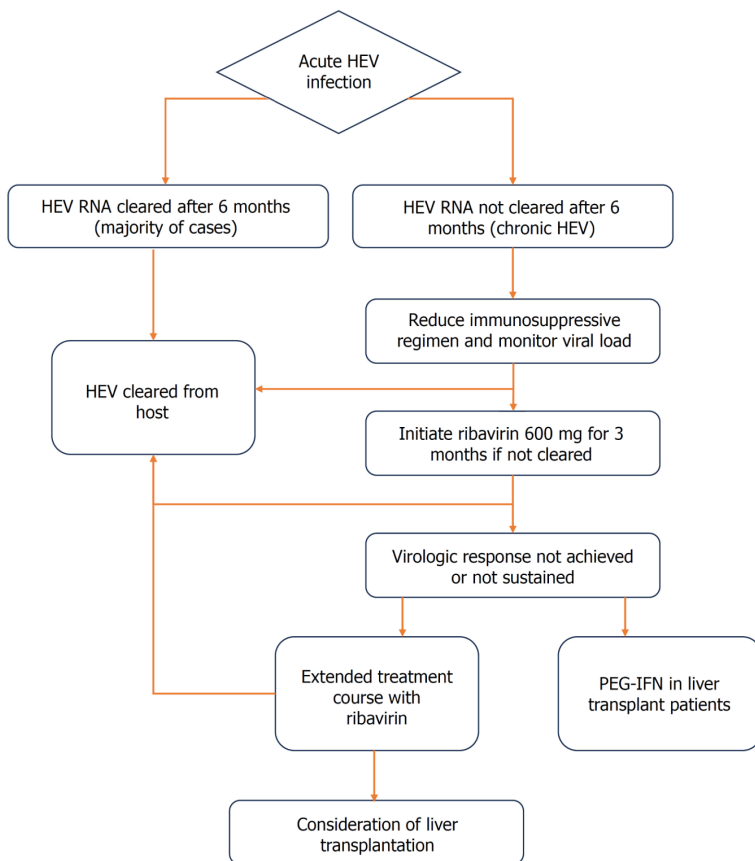 Acute HEV
infection
HEV RNA cleared after 6 months
(majority of cases)
HEV RNA not cleared after 6
months (chronic HEV)
Reduce immunosuppressive
regimen and monitor viral load
HEV cleared from
host
Initiate ribavirin 600 mg for 3
months if not cleared
Virologic response not achieved
or not sustained
Extended treatment
course with
ribavirin
PEG-IFN in liver
transplant patients
Consideration of liver
transplantation